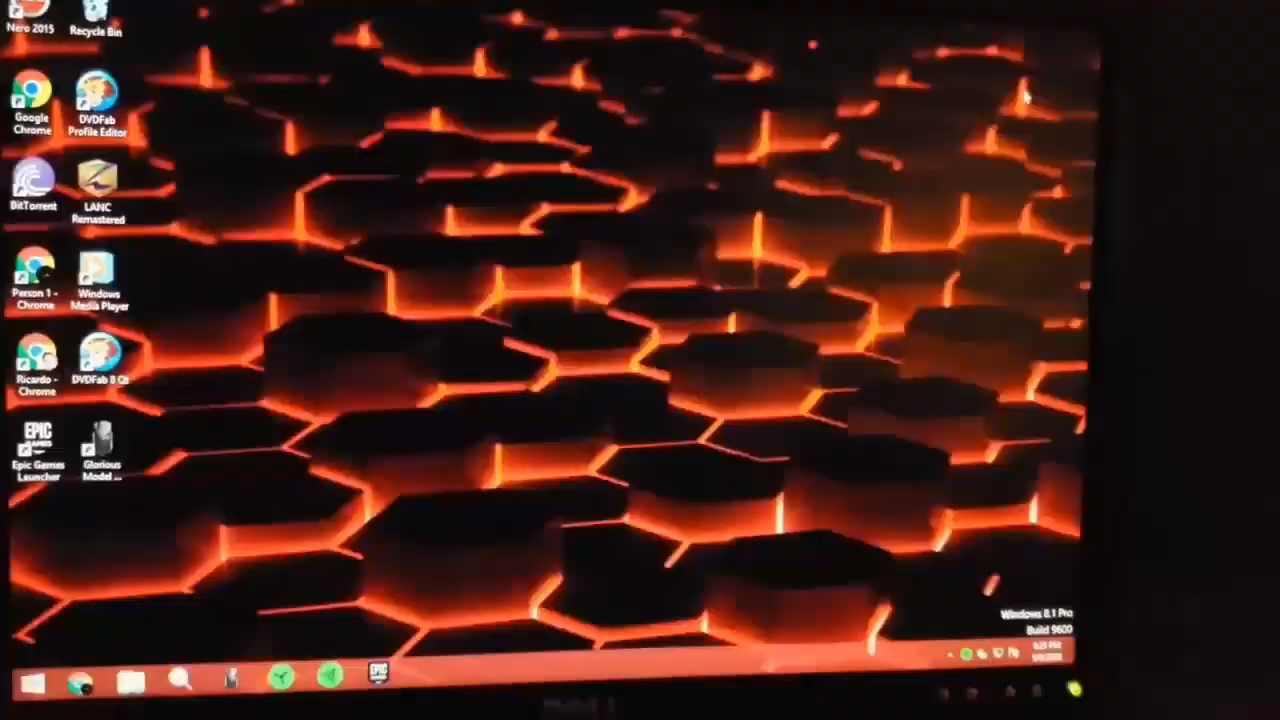 Nero 2015
Recycle Bin
Google
Chrome
DVDFab
Profile Editor
BitTorrent
LANC
Remastered
Person 1 -
Chrome
Windows
Media Player
Ricardo -
Chrome
DVDFab 8 Qt
EPIC
GAMES
Epic Games
Launcher
Glorious
Model ...
Windows 8.1 Pro
Build 9600
EPIC